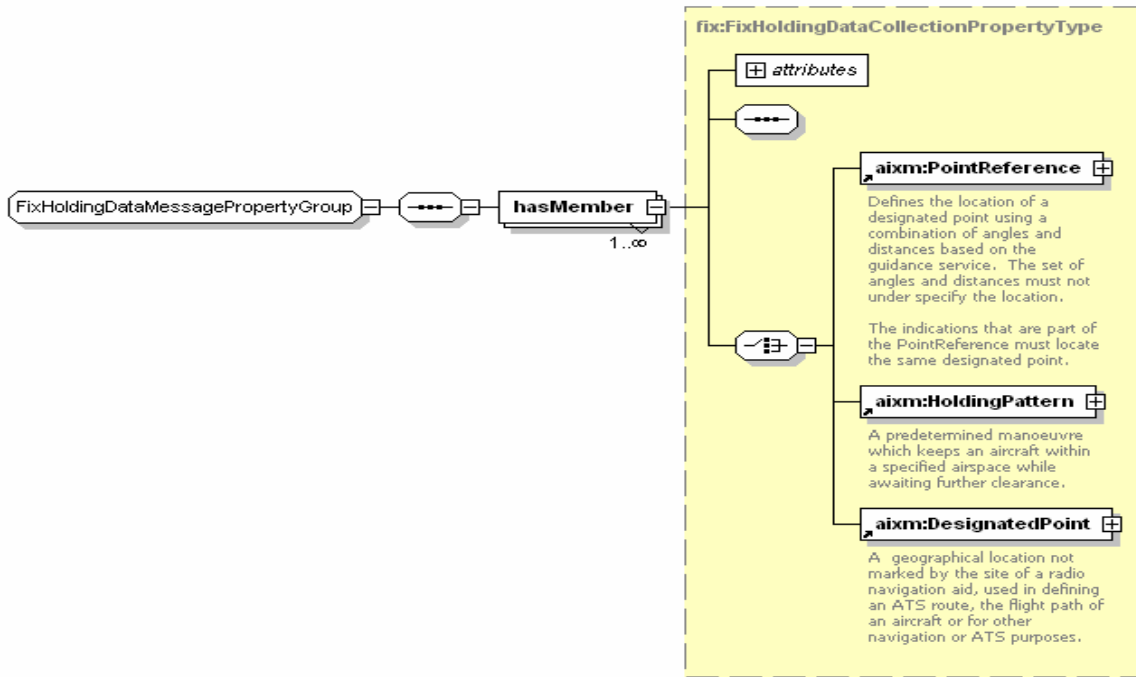 fix:FixHoldingDataCollectionPropertyType
attributes
FixHoldingDataMessagePropertyGroup
hasMember
1..∞
aixm:PointReference
Defines the location of a
designated point using a
combination of angles and
distances based on the
guidance service.  The set of
angles and distances must not
under specify the location.
The indications that are part of
the PointReference must locate
the same designated point.
aixm:HoldingPattern
A predetermined manoeuvre
which keeps an aircraft within
a specified airspace while
awaiting further clearance.
aixm:DesignatedPoint
A  geographical location not
marked by the site of a radio
navigation aid, used in defining
an ATS route, the flight path of
an aircraft or for other
navigation or ATS purposes.